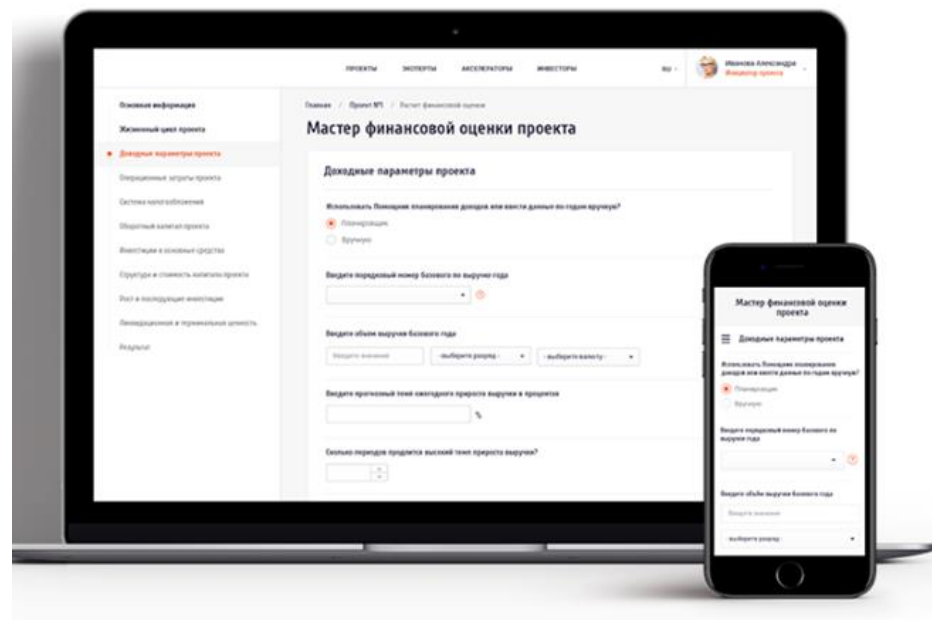 ПРОЕКТЫ ЭКСПЕРТЫ АКСЕЛЕРАТОРЫ ИНВЕСТОРЫ RU
Иванова Александра
Инициатор проекта
Основная информация
Жизненный цикл проекта
Доходные параметры проекта
Операционные затраты проекта
Система налогообложения
Оборотный капитал проекта
Инвестиции в основные средства
Структура и стоимость капитала проекта
Рост и последующие инвестиции
Ликвидационная и терминальная ценность
Результат
Главная / Проект №1 / Расчет финансовой оценки
Мастер финансовой оценки проекта
Доходные параметры проекта
Использовать Помощник планирования доходов или ввести данные по годам вручную?
Планировщик
Вручную
Введите порядковый номер базового по выручке года
?
Введите объем выручки базового года
Введите значение
- выберите разряд -
- выберите валюту -
Введите прогнозный темп ежегодного прироста выручки в процентах
%
Сколько периодов продлится высокий темп прироста выручки?
Мастер финансовой оценки
проекта
Доходные параметры проекта
Использовать Помощник планирования
доходов или ввести данные по годам вручную?
Планировщик
Вручную
Введите порядковый номер базового по
выручке года
?
Введите объём выручки базового года
Введите значение
- выберите разряд -